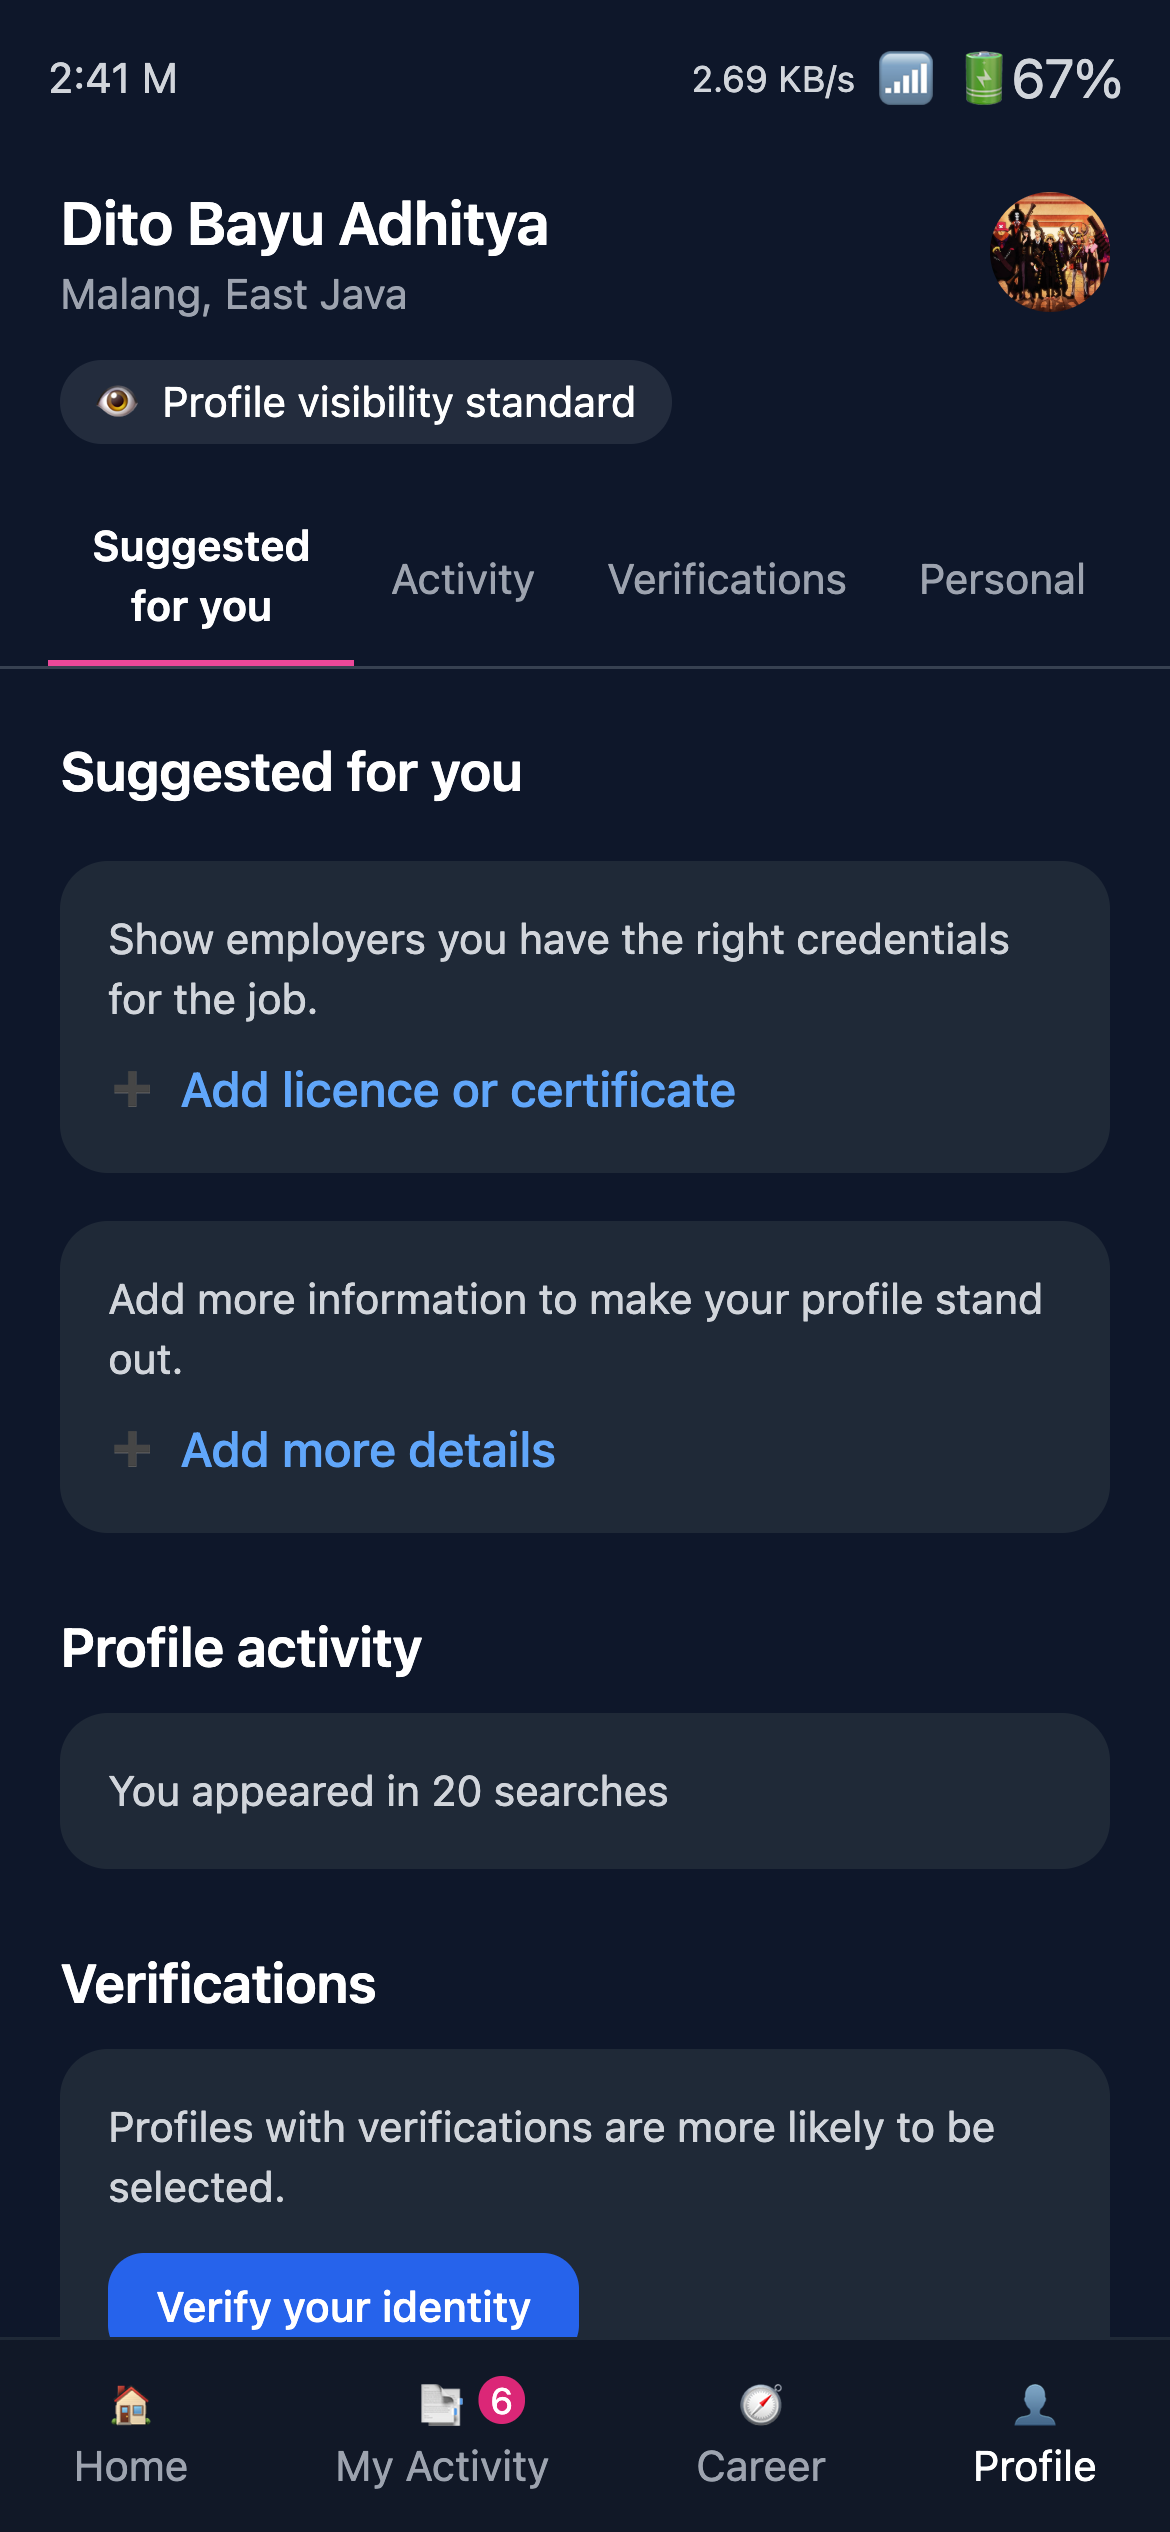 2:41 M
2.69 KB/s
67%
Dito Bayu Adhitya
Malang, East Java
Profile visibility standard
Suggested
for you
Activity
Verifications
Personal
Suggested for you
Show employers you have the right credentials
for the job.
Add licence or certificate
Add more information to make your profile stand
out.
Add more details
Profile activity
You appeared in 20 searches
Verifications
Profiles with verifications are more likely to be
selected.
Verify your identity
6
Home
My Activity
Career
Profile